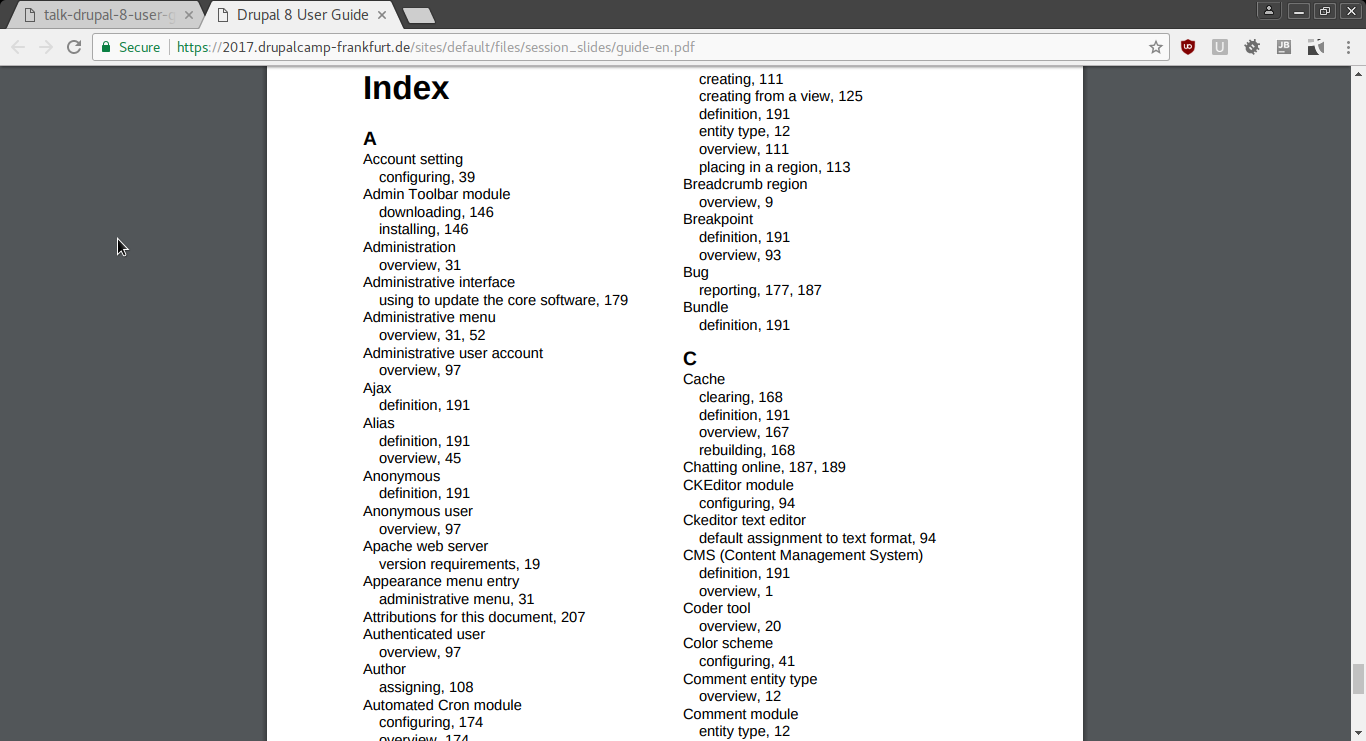 talk-drupal-8-user-g
Drupal 8 User Guide
Secure
https://2017.drupalcamp-frankfurt.de/sites/default/files/session_slides/guide-en.pdf
Index
A
Account setting
configuring, 39
Admin Toolbar module
downloading, 146
installing, 146
Administration
overview, 31
Administrative interface
using to update the core software, 179
Administrative menu
overview, 31, 52
Administrative user account
overview, 97
Ajax
definition, 191
Alias
definition, 191
overview, 45
Anonymous
definition, 191
Anonymous user
overview, 97
Apache web server
version requirements, 19
Appearance menu entry
administrative menu, 31
Attributions for this document, 207
Authenticated user
overview, 97
Author
assigning, 108
Automated Cron module
configuring, 174
overview, 174
creating, 111
creating from a view, 125
definition, 191
entity type, 12
overview, 111
placing in a region, 113
Breadcrumb region
overview, 9
Breakpoint
definition, 191
overview, 93
Bug
reporting, 177, 187
Bundle
definition, 191
C
Cache
clearing, 168
definition, 191
overview, 167
rebuilding, 168
Chatting online, 187, 189
CKEditor module
configuring, 94
Ckeditor text editor
default assignment to text format, 94
CMS (Content Management System)
definition, 191
overview, 1
Coder tool
overview, 20
Color scheme
configuring, 41
Comment entity type
overview, 12
Comment module
entity type, 12